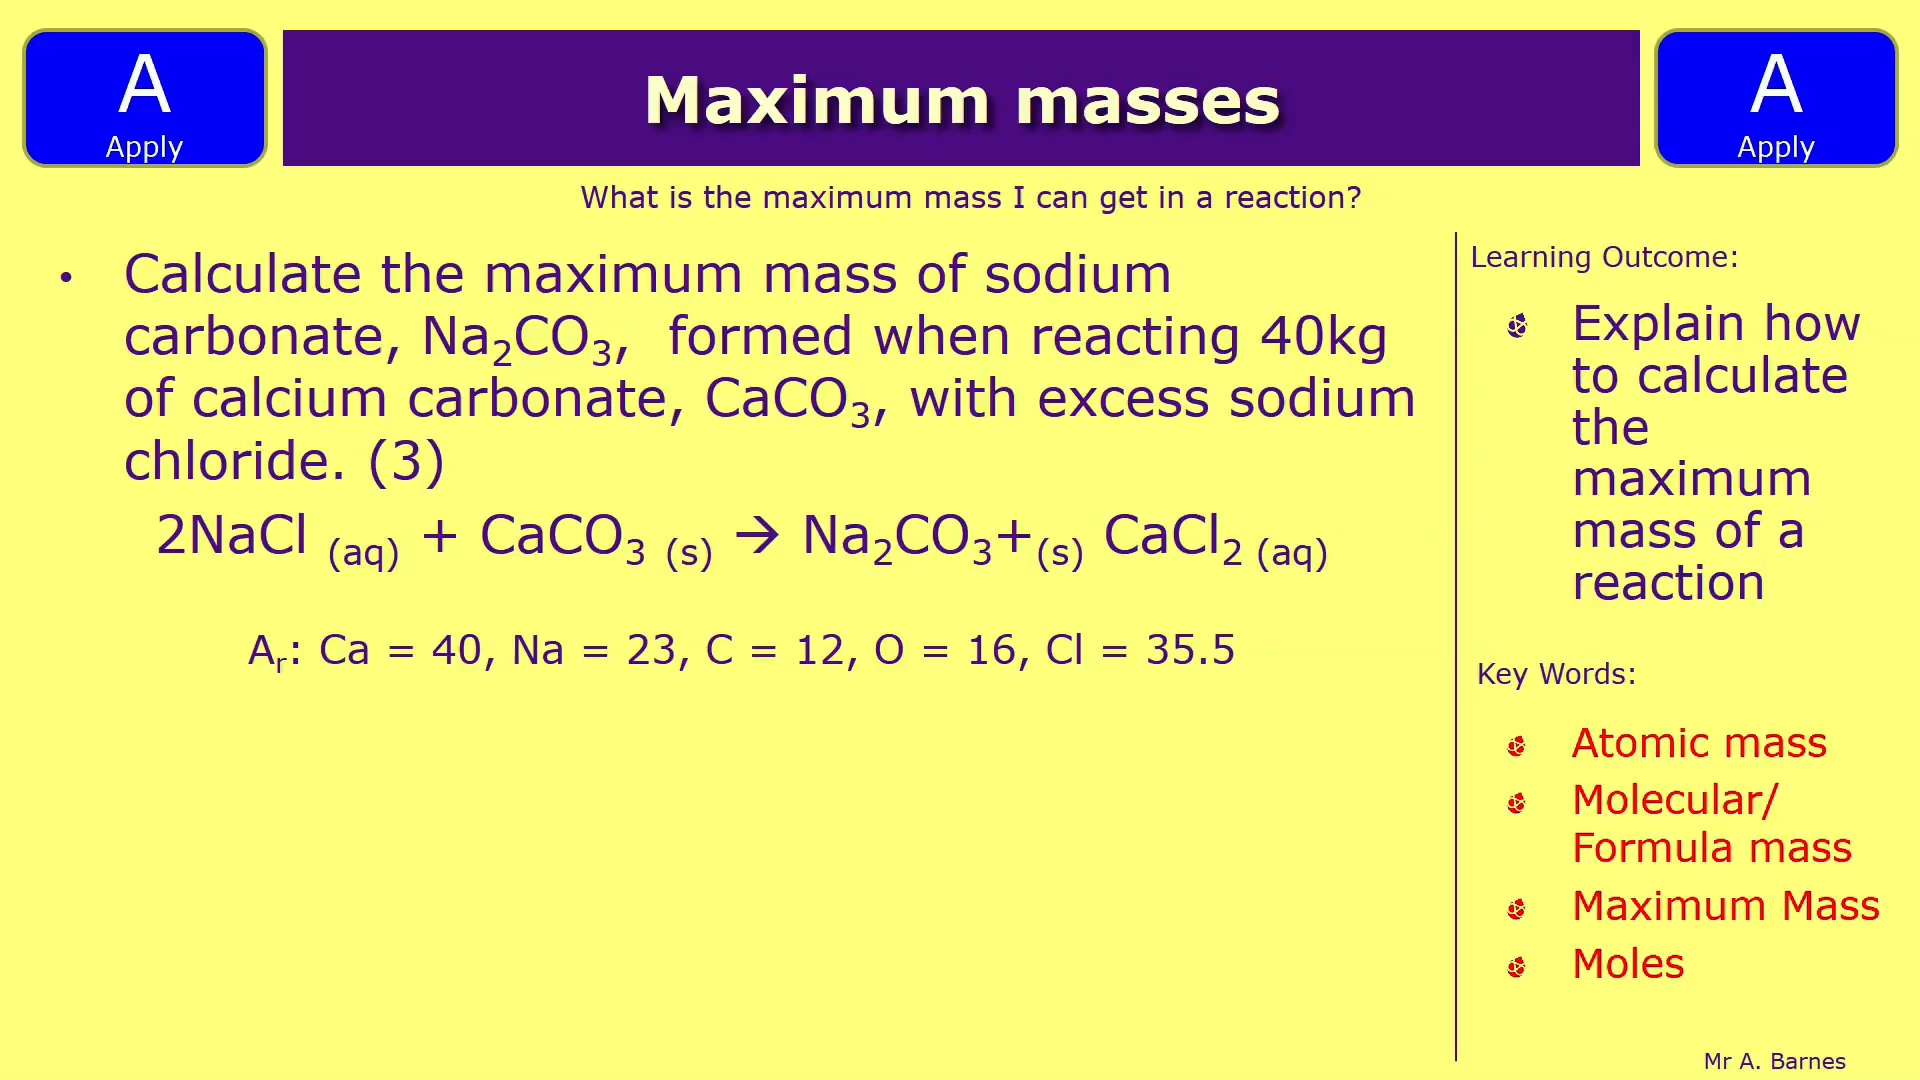 A
Apply
Maximum masses
A
Apply
What is the maximum mass I can get in a reaction?
• Calculate the maximum mass of sodium
carbonate, Na₂CO₃, formed when reacting 40kg
of calcium carbonate, CaCO₃, with excess sodium
chloride. (3)
2NaCl (aq) + CaCO₃ (s) → Na₂CO₃+(s) CaCl₂ (aq)
Aᵣ: Ca = 40, Na = 23, C = 12, O = 16, Cl = 35.5
Learning Outcome:
Explain how
to calculate
the
maximum
mass of a
reaction
Key Words:
Atomic mass
Molecular/
Formula mass
Maximum Mass
Moles
Mr A. Barnes